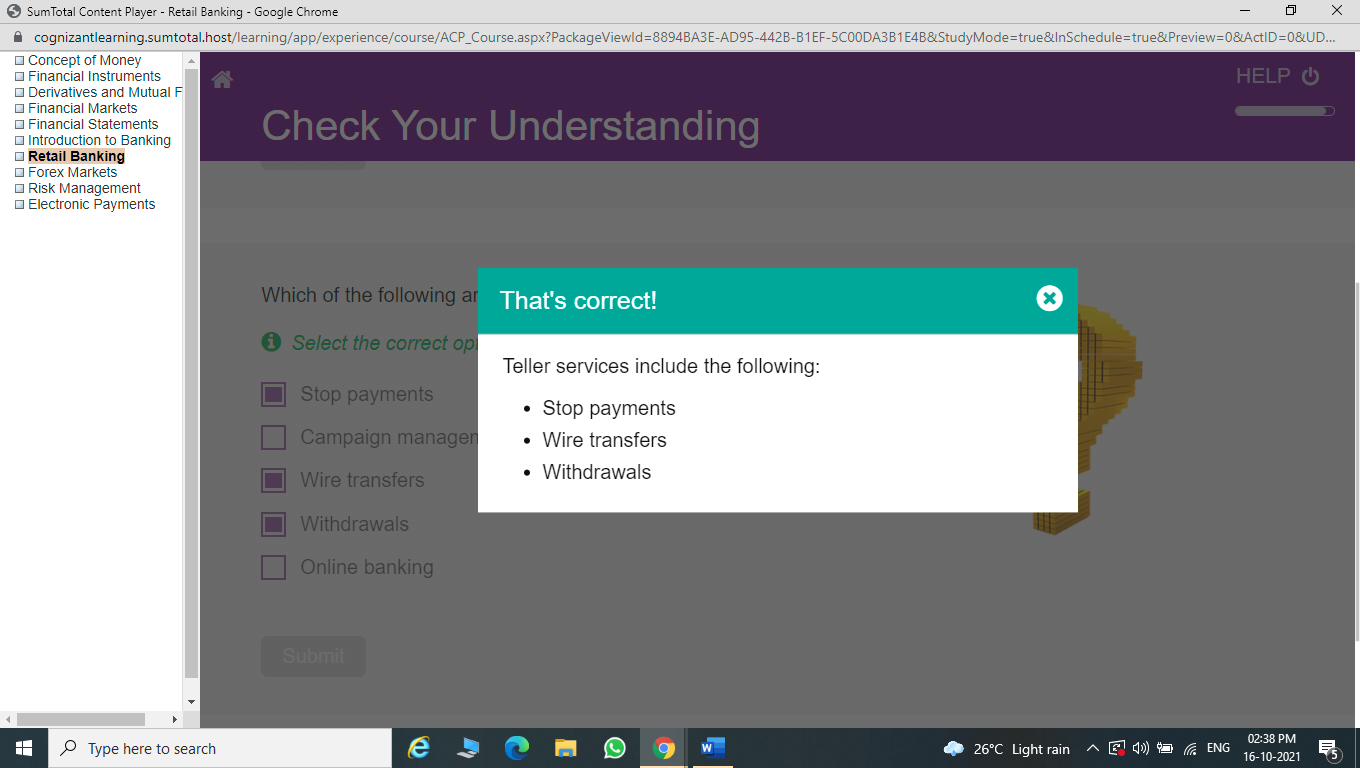 SumTotal Content Player - Retail Banking - Google Chrome
cognizantlearning.sumtotal.host/learning/app/experience/course/ACP_Course.aspx?PackageViewId=8894BA3E-AD95-442B-B1EF-5C00DA3B1E4B&StudyMode=true&InSchedule=true&Preview=0&ActID=0&UD...
Concept of Money
Financial Instruments
Derivatives and Mutual F
Financial Markets
Financial Statements
Introduction to Banking
Retail Banking
Forex Markets
Risk Management
Electronic Payments
HELP
Check Your Understanding
Which of the following ar
Select the correct opt
Stop payments
Campaign managen
Wire transfers
Withdrawals
Online banking
Submit
That's correct!
Teller services include the following:
• Stop payments
• Wire transfers
• Withdrawals
Type here to search
26°C Light rain
ENG
02:38 PM
16-10-2021
5